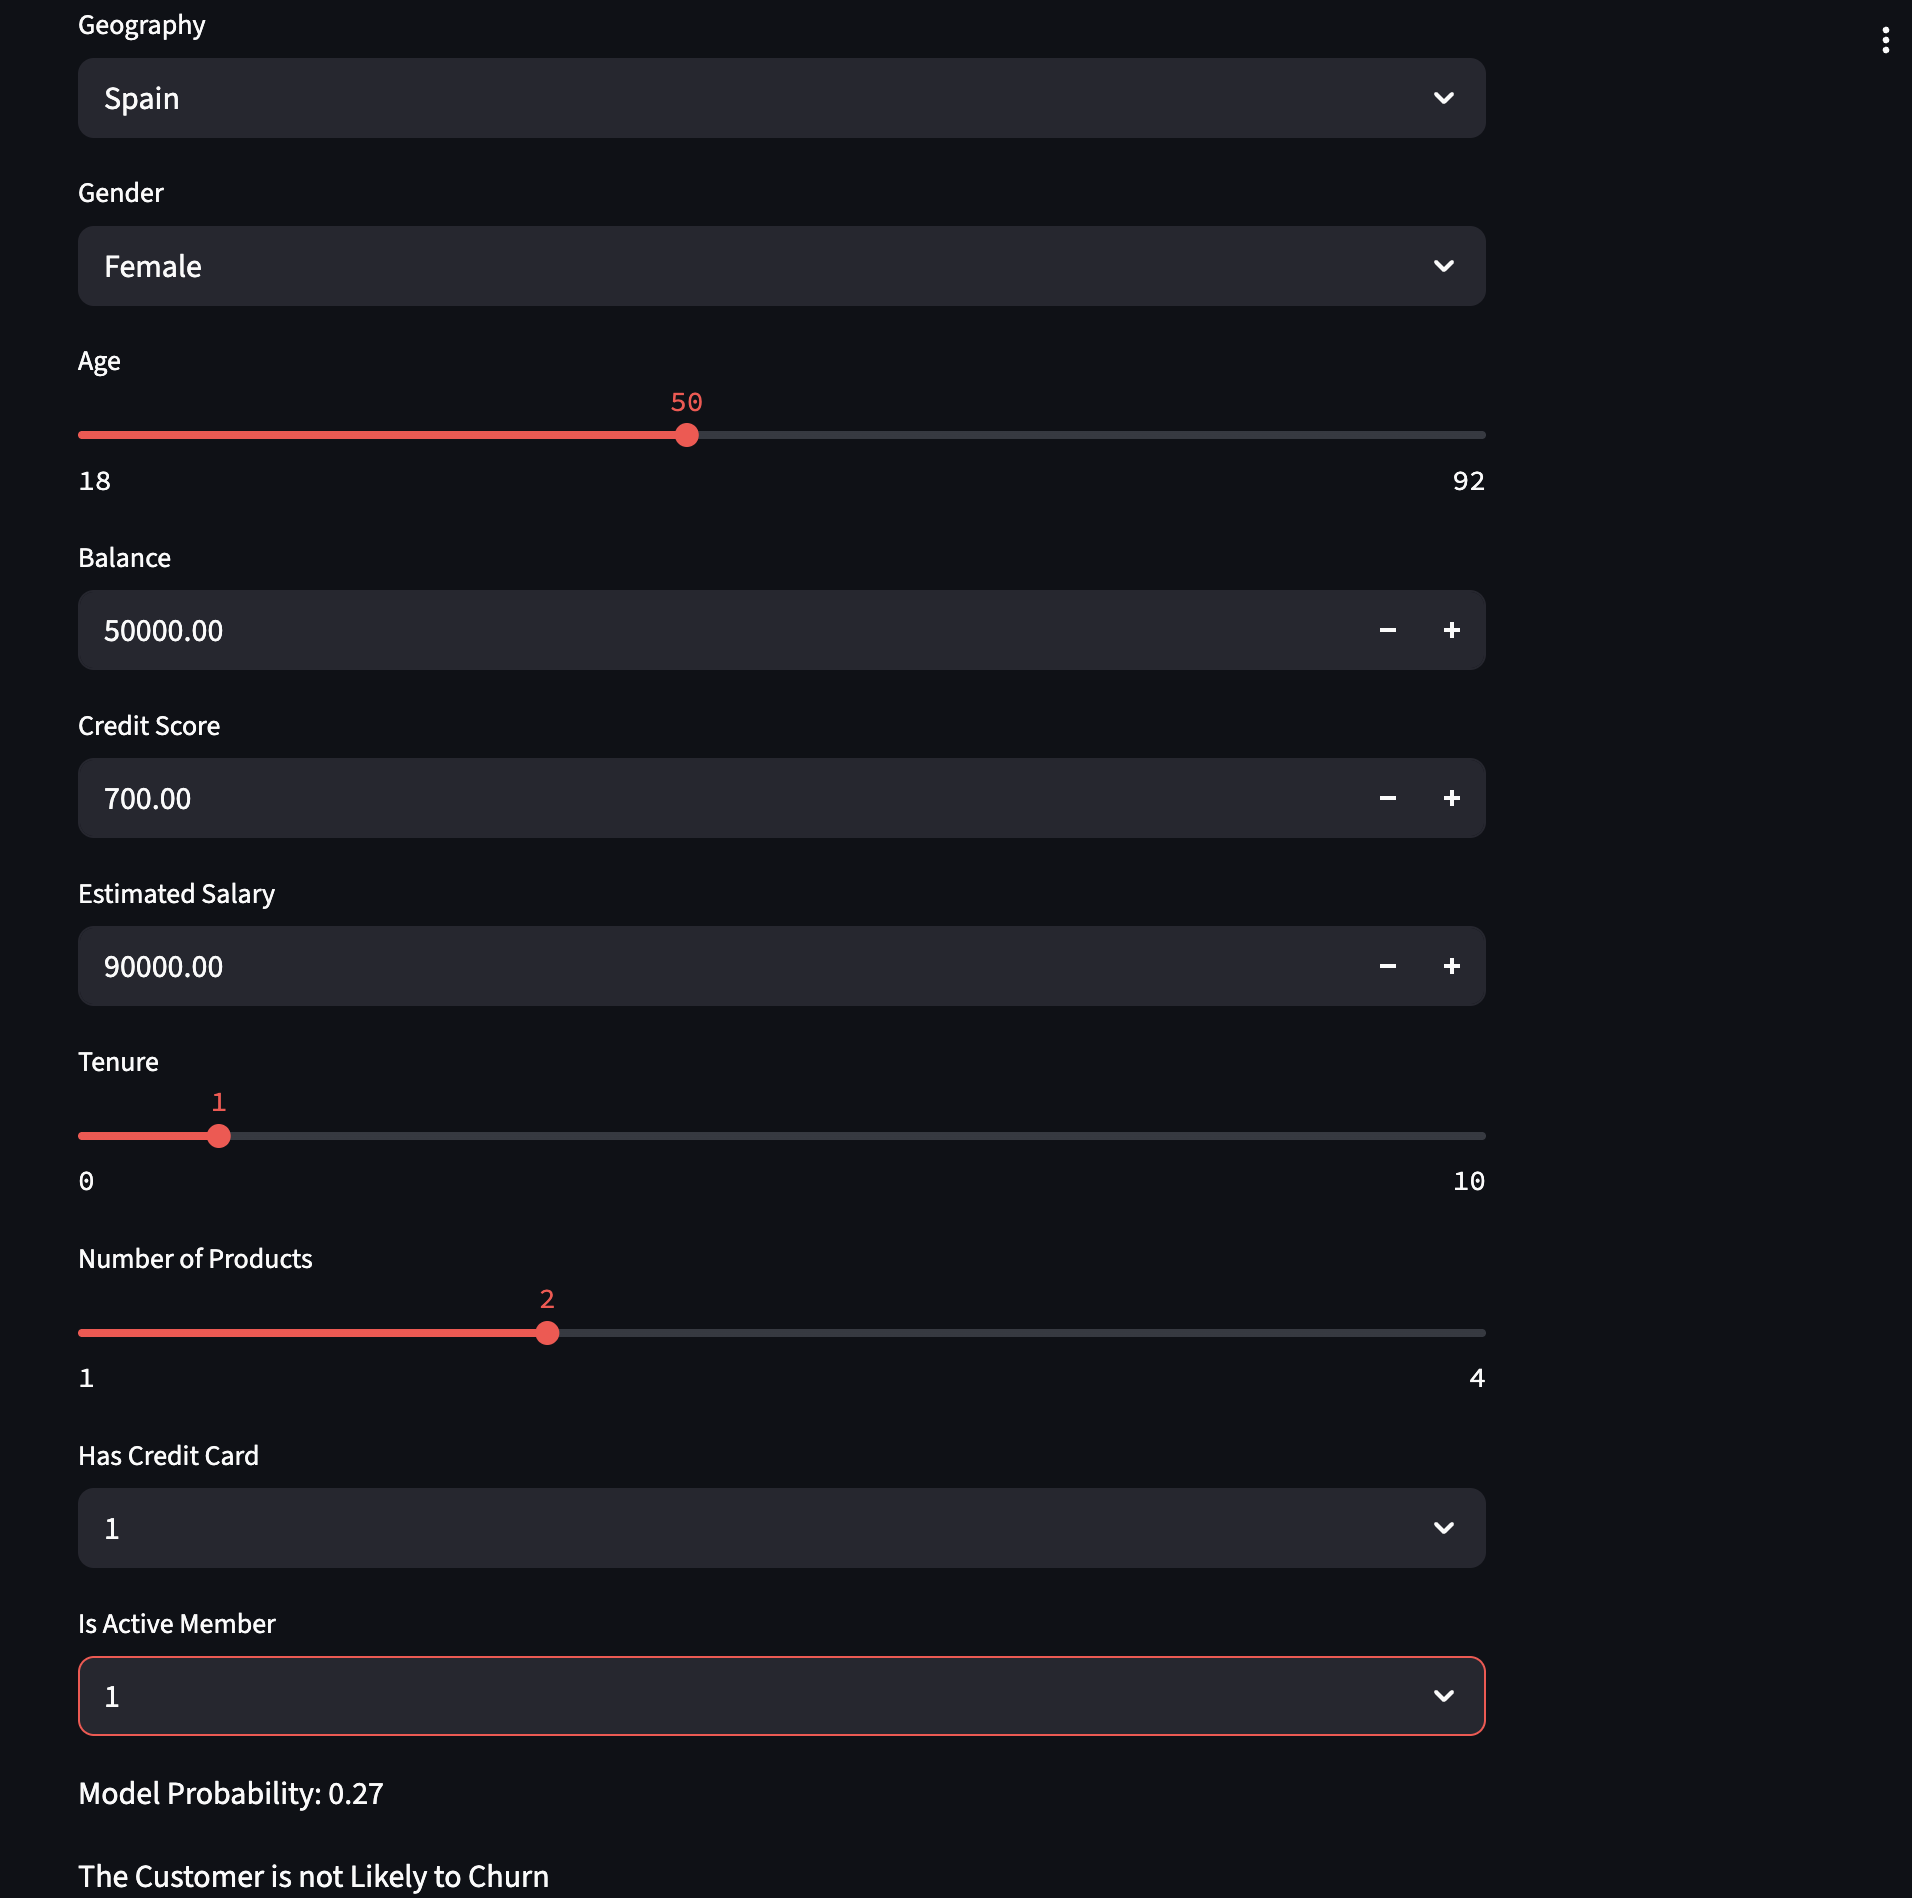 Geography
Spain
Gender
Female
Age
50
18 92
Balance
50000.00
Credit Score
700.00
Estimated Salary
90000.00
Tenure
1
0 10
Number of Products
2
1 4
Has Credit Card
1
Is Active Member
1
Model Probability: 0.27
The Customer is not Likely to Churn